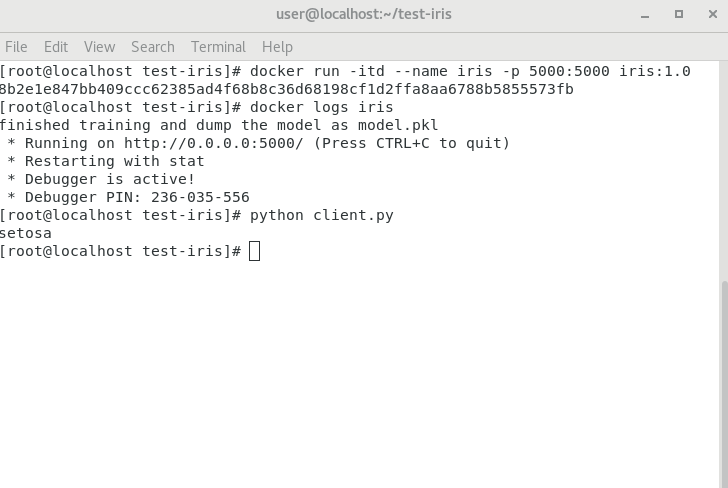 user@localhost:~/test-iris
File Edit View Search Terminal Help
[root@localhost test-iris]# docker run -itd --name iris -p 5000:5000 iris:1.0
8b2e1e847bb409ccc62385ad4f68b8c36d68198cf1d2ffa8aa6788b5855573fb
[root@localhost test-iris]# docker logs iris
finished training and dump the model as model.pkl
 * Running on http://0.0.0.0:5000/ (Press CTRL+C to quit)
 * Restarting with stat
 * Debugger is active!
 * Debugger PIN: 236-035-556
[root@localhost test-iris]# python client.py
setosa
[root@localhost test-iris]#